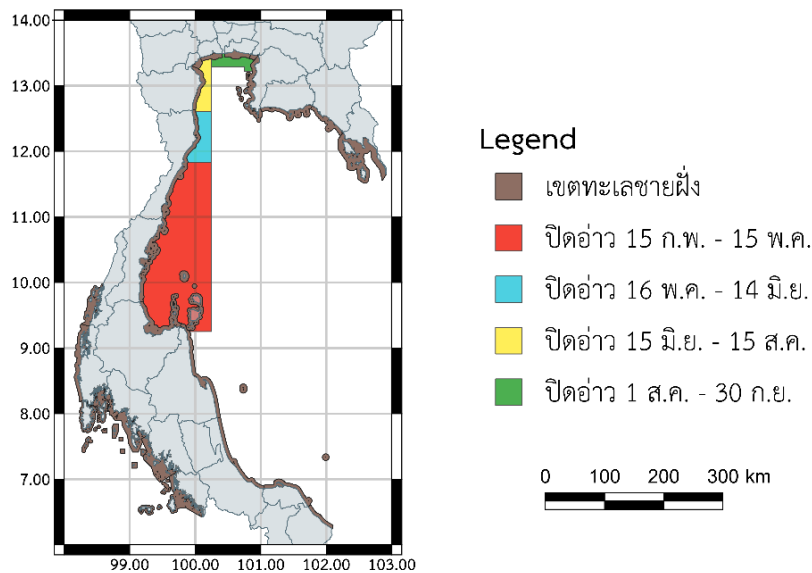 14.00
13.00
12.00
11.00
10.00
9.00
8.00
7.00
99.00 100.00 101.00 102.00 103.00
Legend
เขตทะเลชายฝั่ง
ปิดอ่าว 15 ก.พ. - 15 พ.ค.
ปิดอ่าว 16 พ.ค. - 14 มิ.ย.
ปิดอ่าว 15 มิ.ย. - 15 ส.ค.
ปิดอ่าว 1 ส.ค. - 30 ก.ย.
0 100 200 300 km